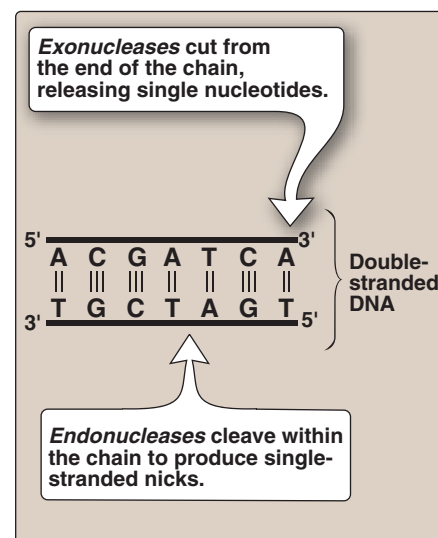 Exonucleases cut from
the end of the chain,
releasing single nucleotides.
5' 3'
A C G A T C A
T G C T A G T
3' 5'
Double-
stranded
DNA
Endonucleases cleave within
the chain to produce single-
stranded nicks.